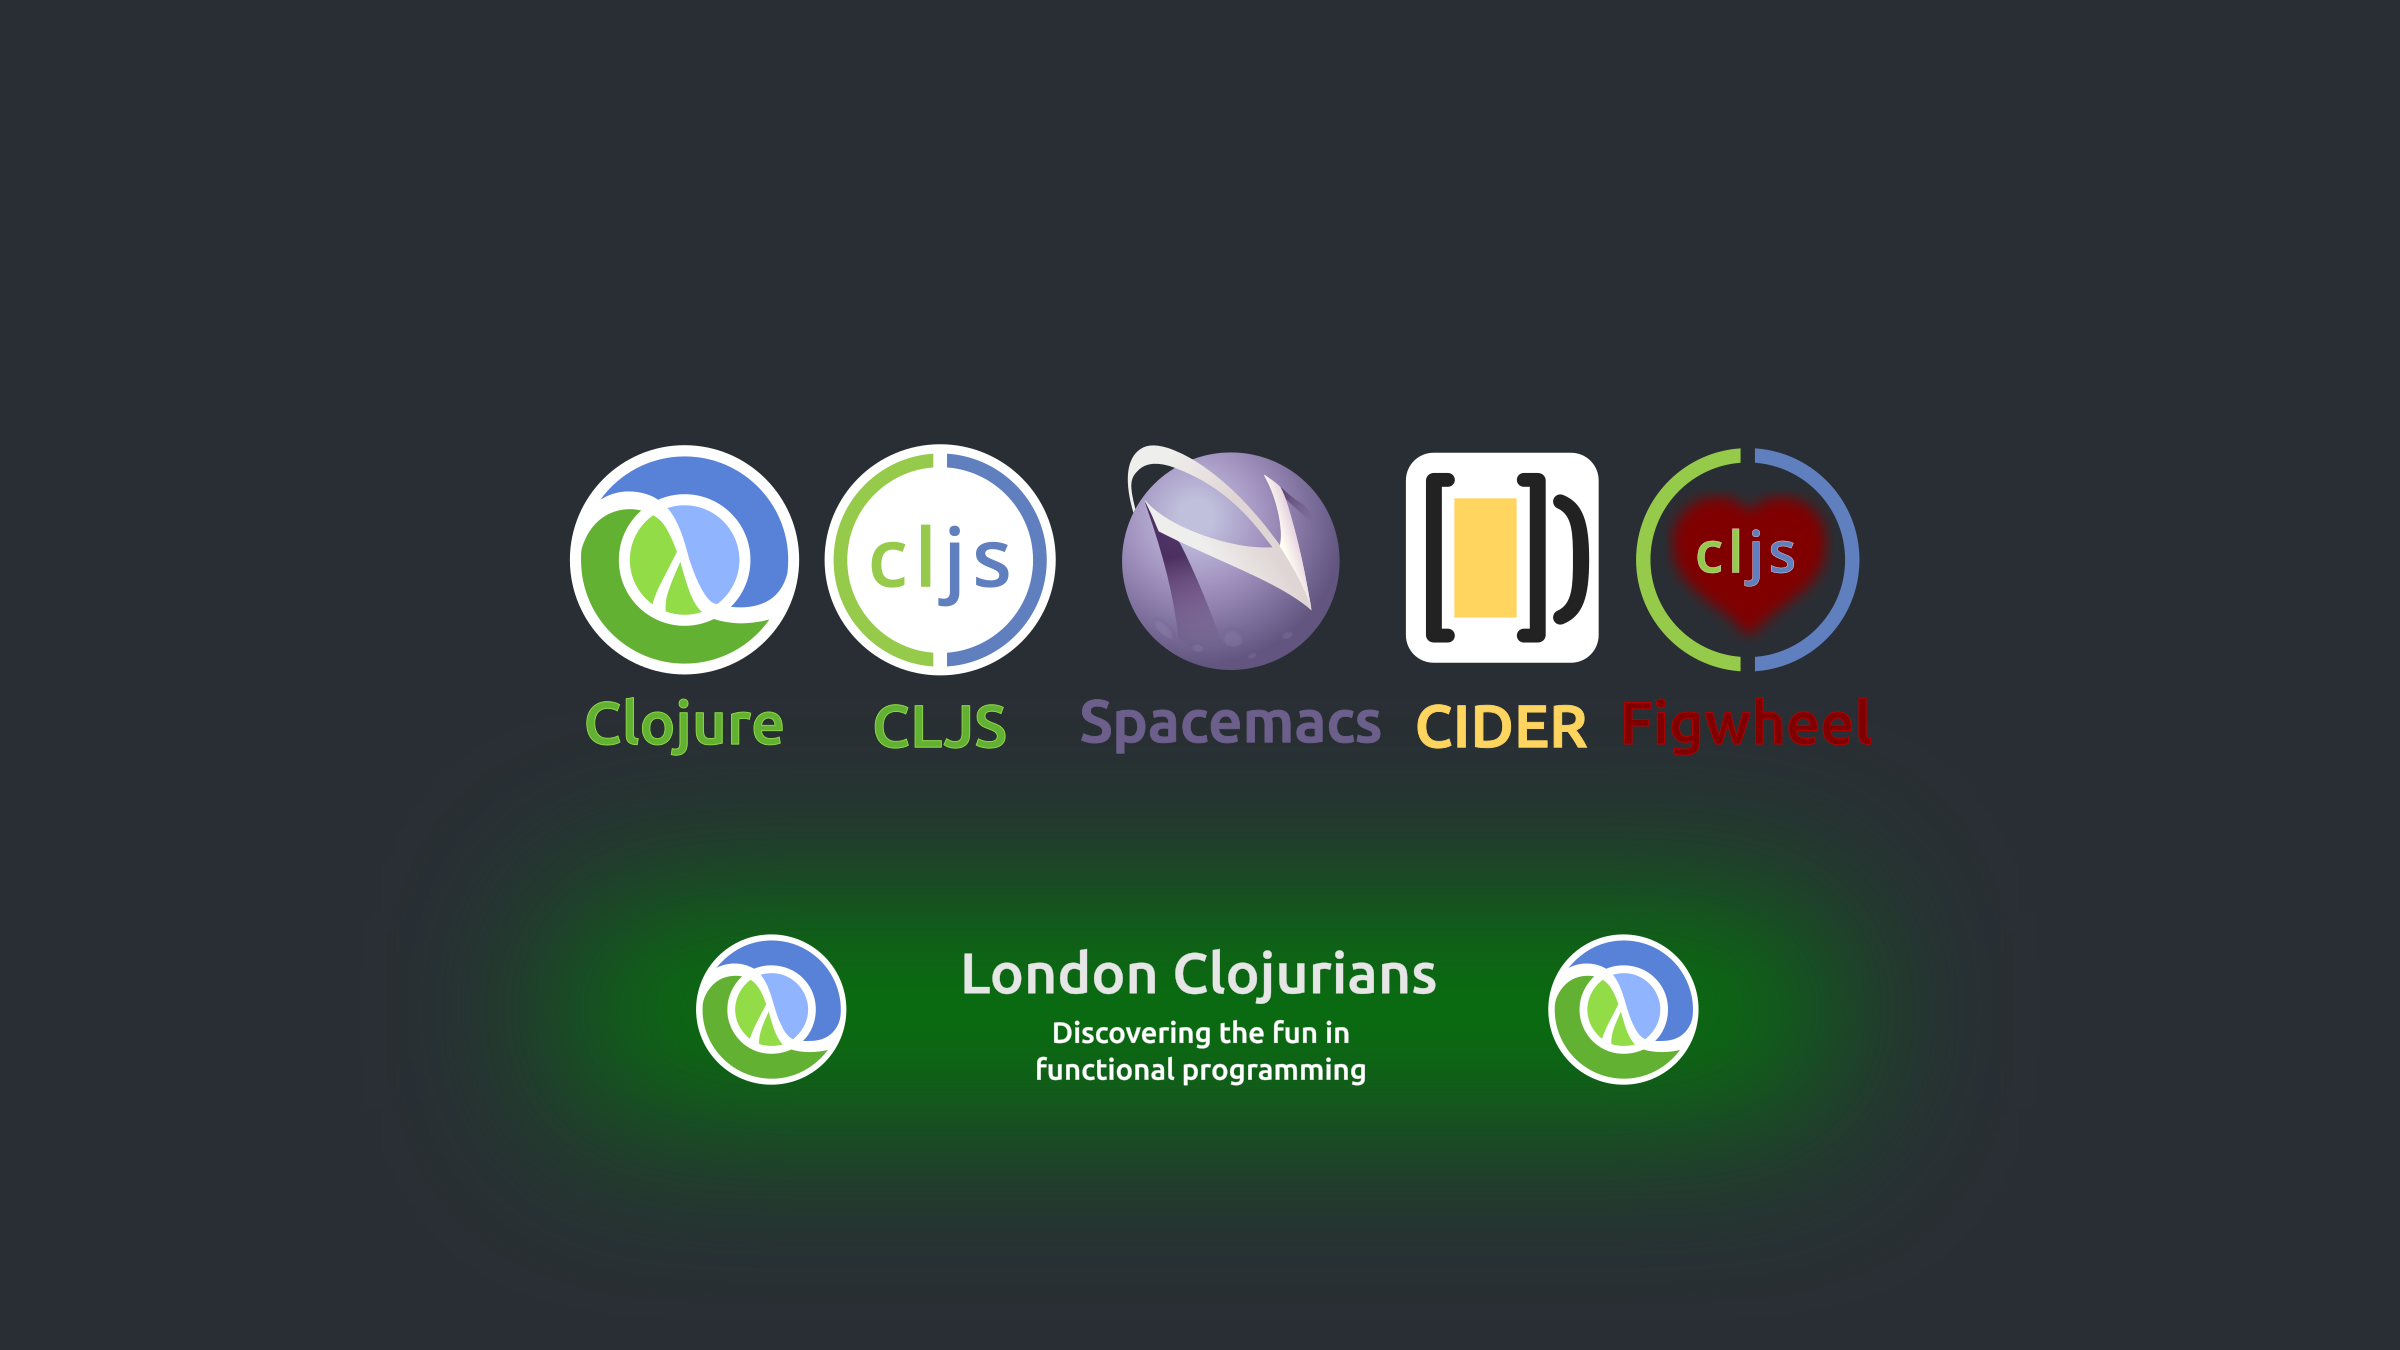 cljs
cljs
Clojure CLJS Spacemacs CIDER Figwheel
London Clojurians
Discovering the fun in
functional programming